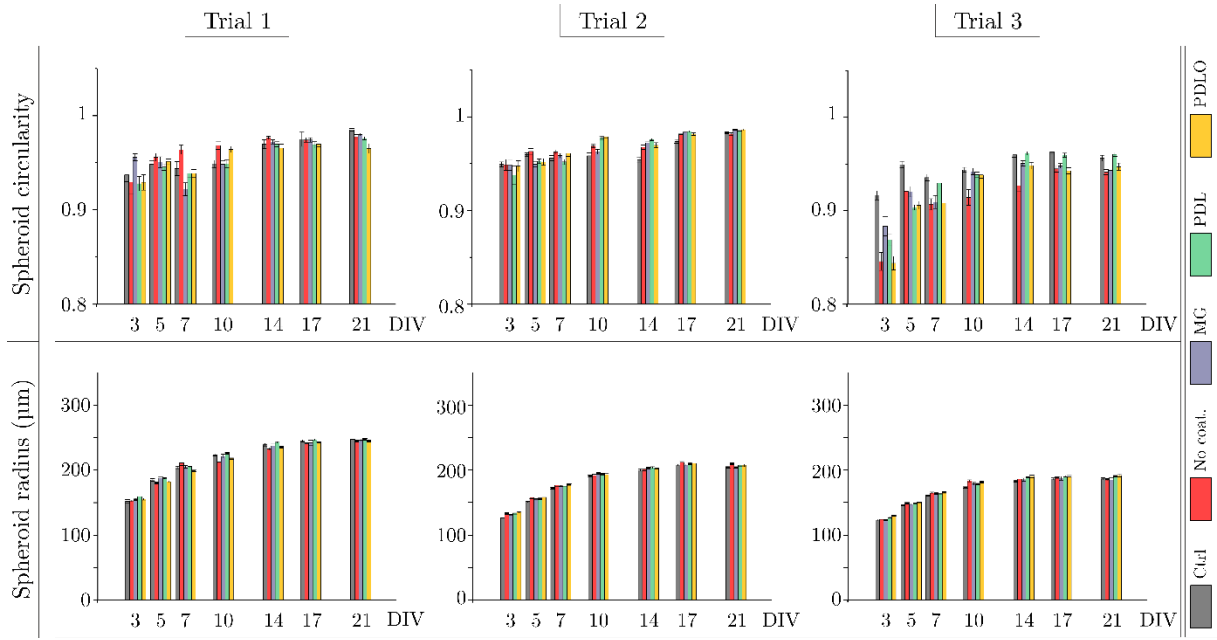 Trial 1
Trial 2
Trial 3
Spheroid circularity
1
0.9
0.8
3 5 7 10 14 17 21 DIV
1
0.9
0.8
3 5 7 10 14 17 21 DIV
1
0.9
0.8
3 5 7 10 14 17 21 DIV
Spheroid radius (µm)
300
200
100
0
3 5 7 10 14 17 21 DIV
300
200
100
0
3 5 7 10 14 17 21 DIV
300
200
100
0
3 5 7 10 14 17 21 DIV
Ctrl
No coat.
MG
PDL
PDLO